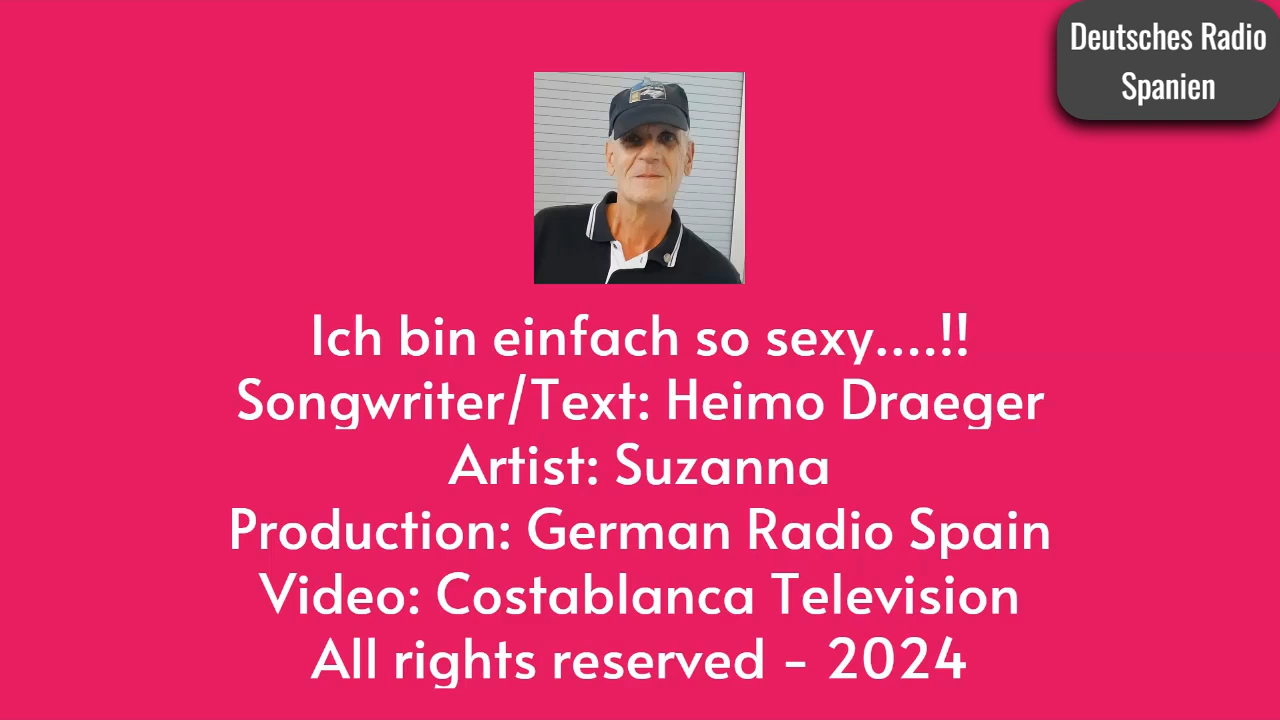 Deutsches Radio
Spanien
Ich bin einfach so sexy....!!
Songwriter/Text: Heimo Draeger
Artist: Suzanna
Production: German Radio Spain
Video: Costablanca Television
All rights reserved - 2024